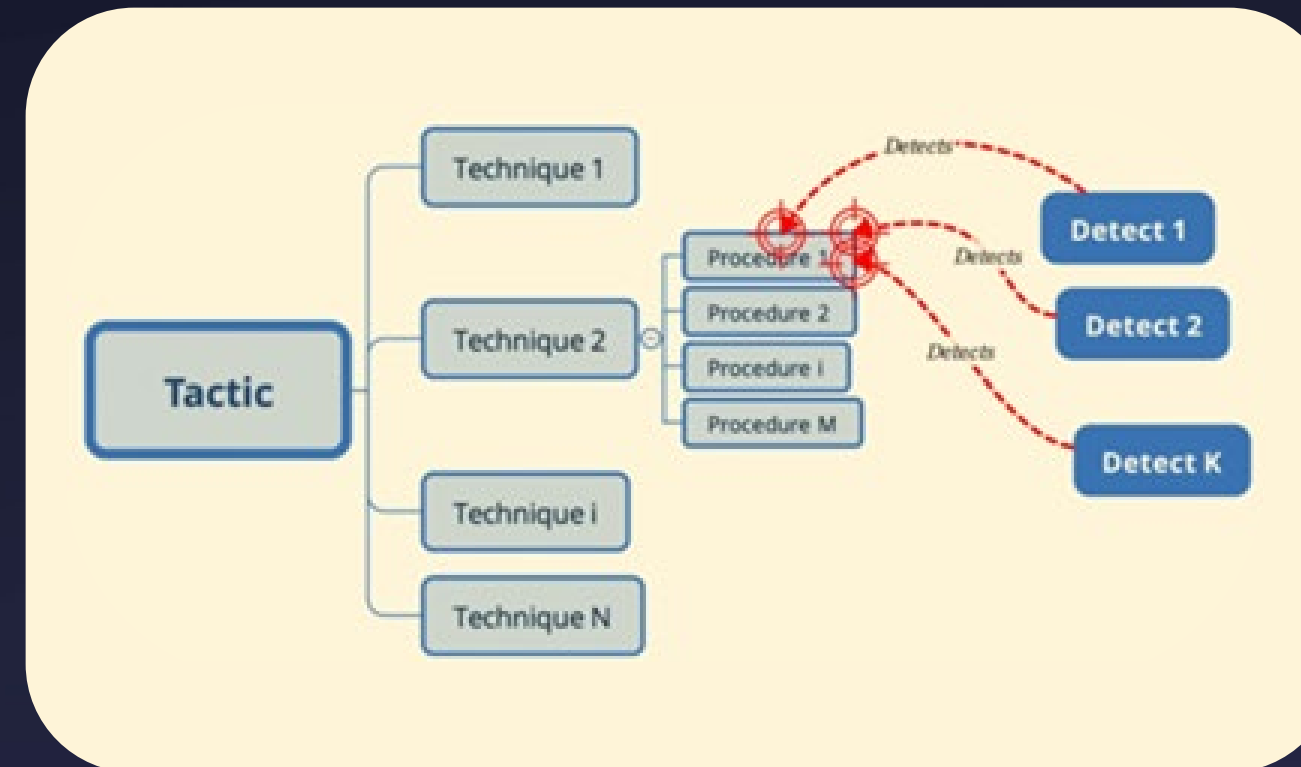 Tactic
Technique 1
Technique 2
Technique i
Technique N
Procedure 1
Procedure 2
Procedure i
Procedure M
Detects
Detects
Detects
Detect 1
Detect 2
Detect K